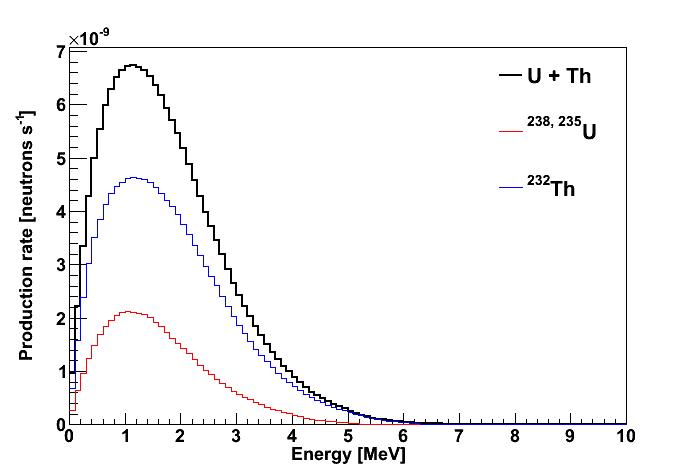 ×10⁻⁹
7
6
5
4
3
2
1
0
Production rate [neutrons s⁻¹]
U + Th
²³⁸, ²³⁵U
²³²Th
0 1 2 3 4 5 6 7 8 9 10
Energy [MeV]